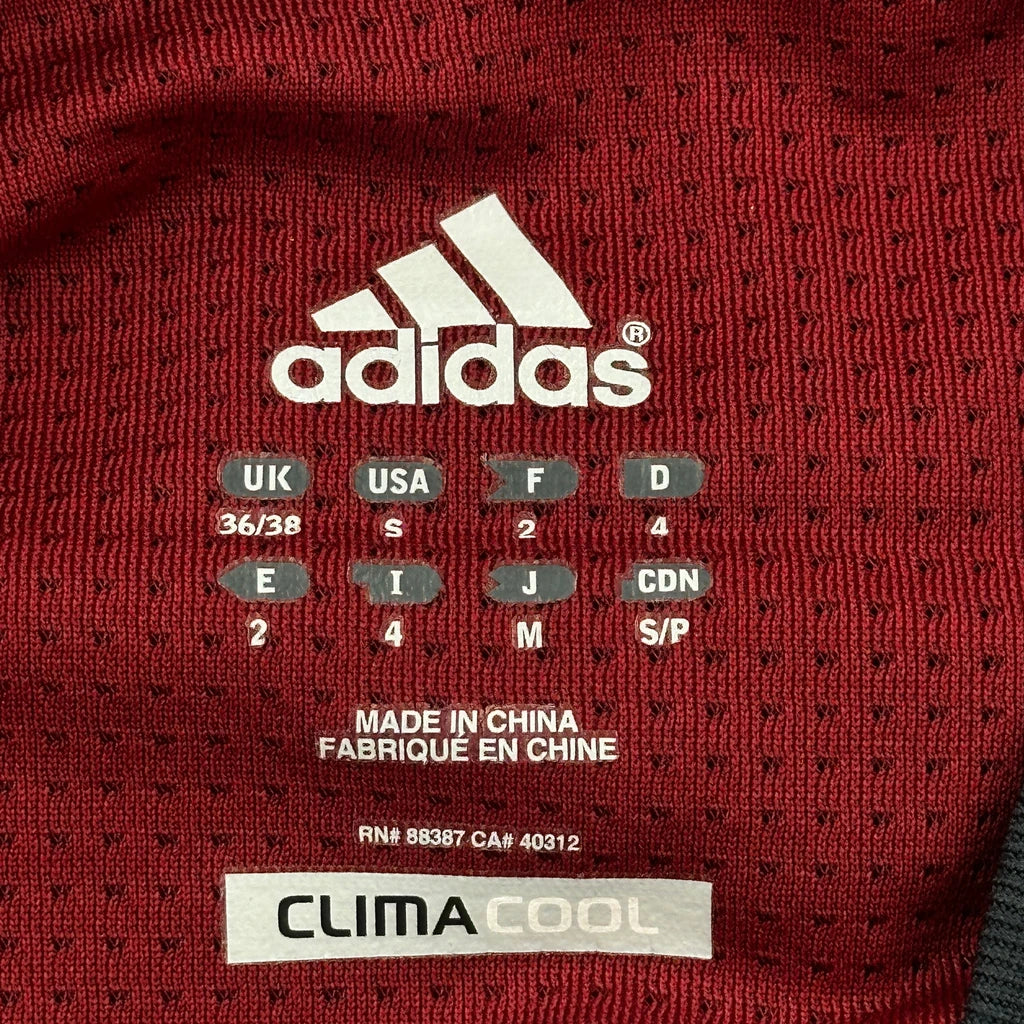 adidas®
UK USA F D
36/38 S 2 4
E I J CDN
2 4 M S/P
MADE IN CHINA
FABRIQUÉ EN CHINE
RN# 88387 CA# 40312
CLIMACOOL